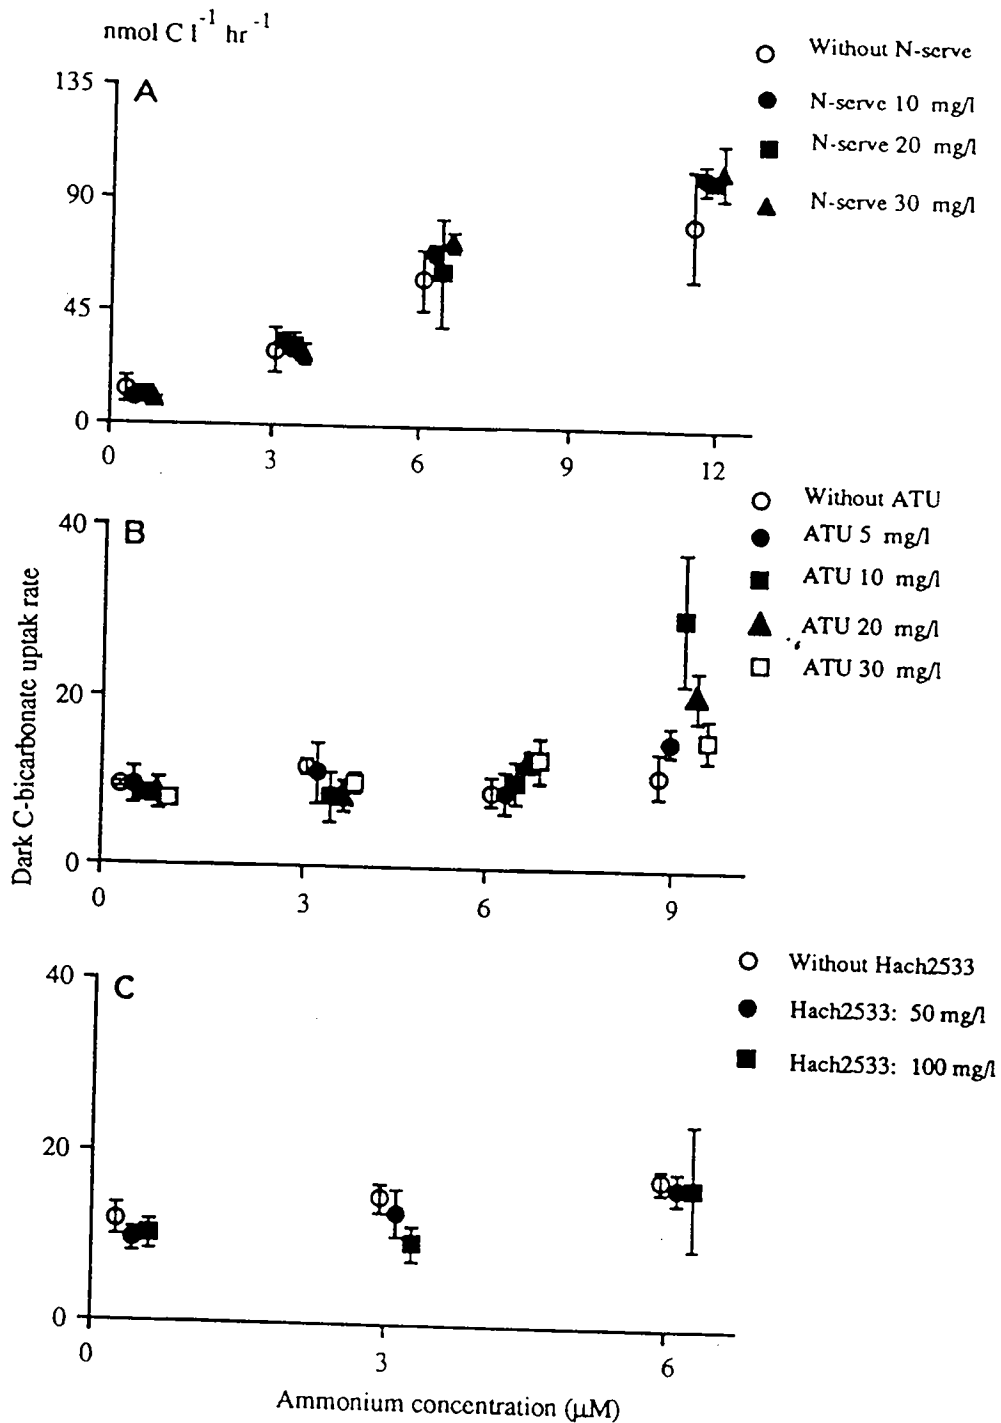 nmol C l⁻¹ hr⁻¹
135
90
45
0
A
Without N-serve
N-serve 10 mg/l
N-serve 20 mg/l
N-serve 30 mg/l
0 3 6 9 12
Dark C-bicarbonate uptak rate
40
20
0
B
Without ATU
ATU 5 mg/l
ATU 10 mg/l
ATU 20 mg/l
ATU 30 mg/l
0 3 6 9
40
20
0
C
Without Hach2533
Hach2533: 50 mg/l
Hach2533: 100 mg/l
0 3 6
Ammonium concentration (µM)